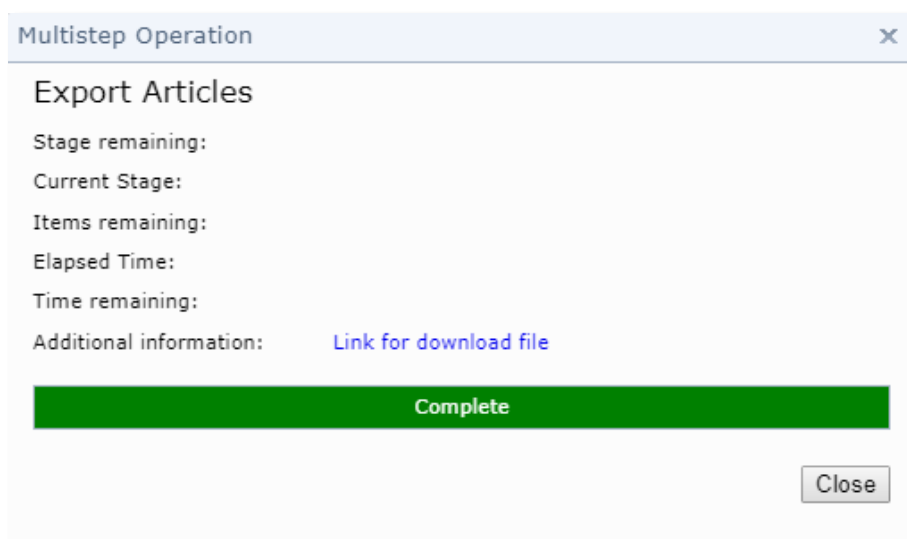 Multistep Operation
Export Articles
Stage remaining:
Current Stage:
Items remaining:
Elapsed Time:
Time remaining:
Additional information: Link for download file
Complete
Close